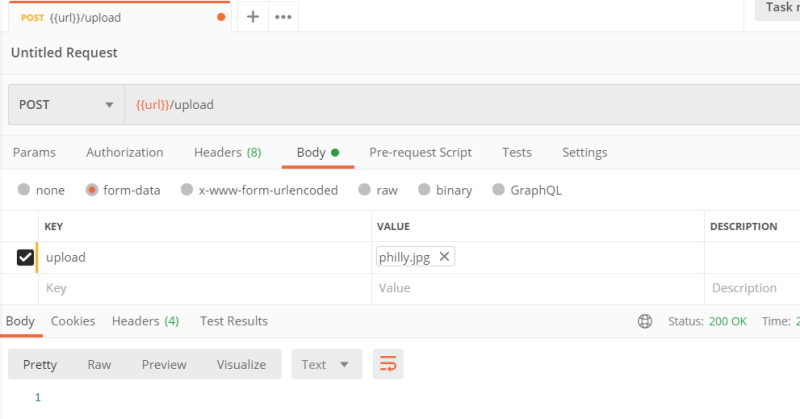 POST {{url}}/upload + ••• Task r
Untitled Request
POST {{url}}/upload
Params Authorization Headers (8) Body Pre-request Script Tests Settings
none form-data x-www-form-urlencoded raw binary GraphQL
KEY VALUE DESCRIPTION
upload philly.jpg
Key Value Description
Body Cookies Headers (4) Test Results Status: 200 OK Time: 2
Pretty Raw Preview Visualize Text
1